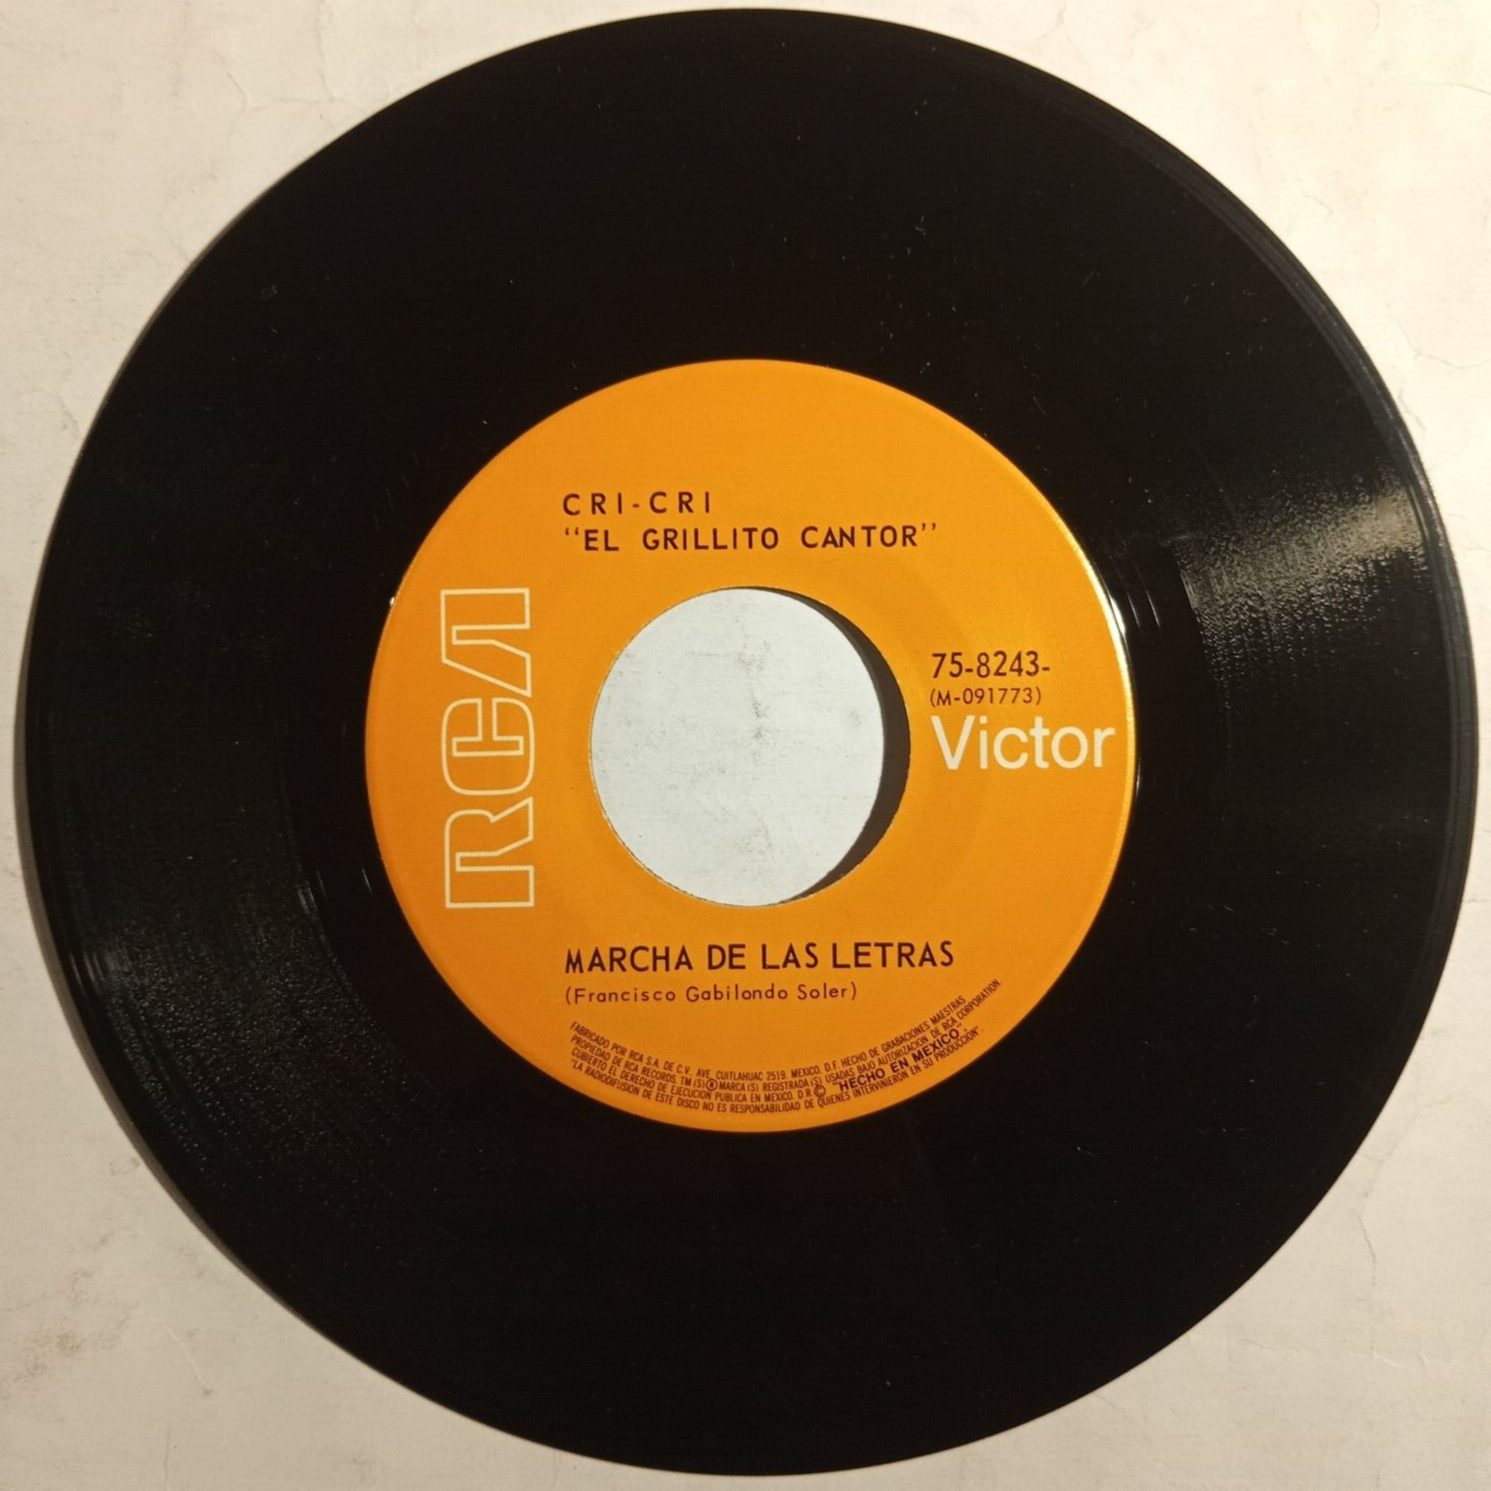 CRI-CRI
“EL GRILLITO CANTOR”
RCA
75-8243-
(M-091773)
Victor
MARCHA DE LAS LETRAS
(Francisco Gabilondo Soler)
FABRICADO POR RCA S.A. DE C.V. AVE. CUITLAHUAC 2519. MEXICO. D.F. HECHO DE GRABACIONES MAESTRAS
PROPIEDAD DE RCA RECORDS. TM(S)® MARCA(S) REGISTRADA(S) USADAS BAJO AUTORIZACION DE RCA CORPORATION.
CUBIERTO EL DERECHO DE EJECUCION PUBLICA EN MEXICO. D.R.© "HECHO EN MEXICO".
"LA RADIODIFUSION DE ESTE DISCO NO ES RESPONSABILIDAD DE QUIENES INTERVINIERON EN SU PRODUCCION".